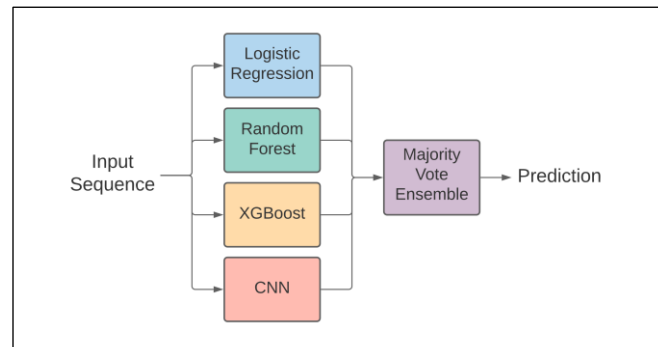 Input
Sequence
Logistic
Regression
Random
Forest
XGBoost
CNN
Majority
Vote
Ensemble
Prediction